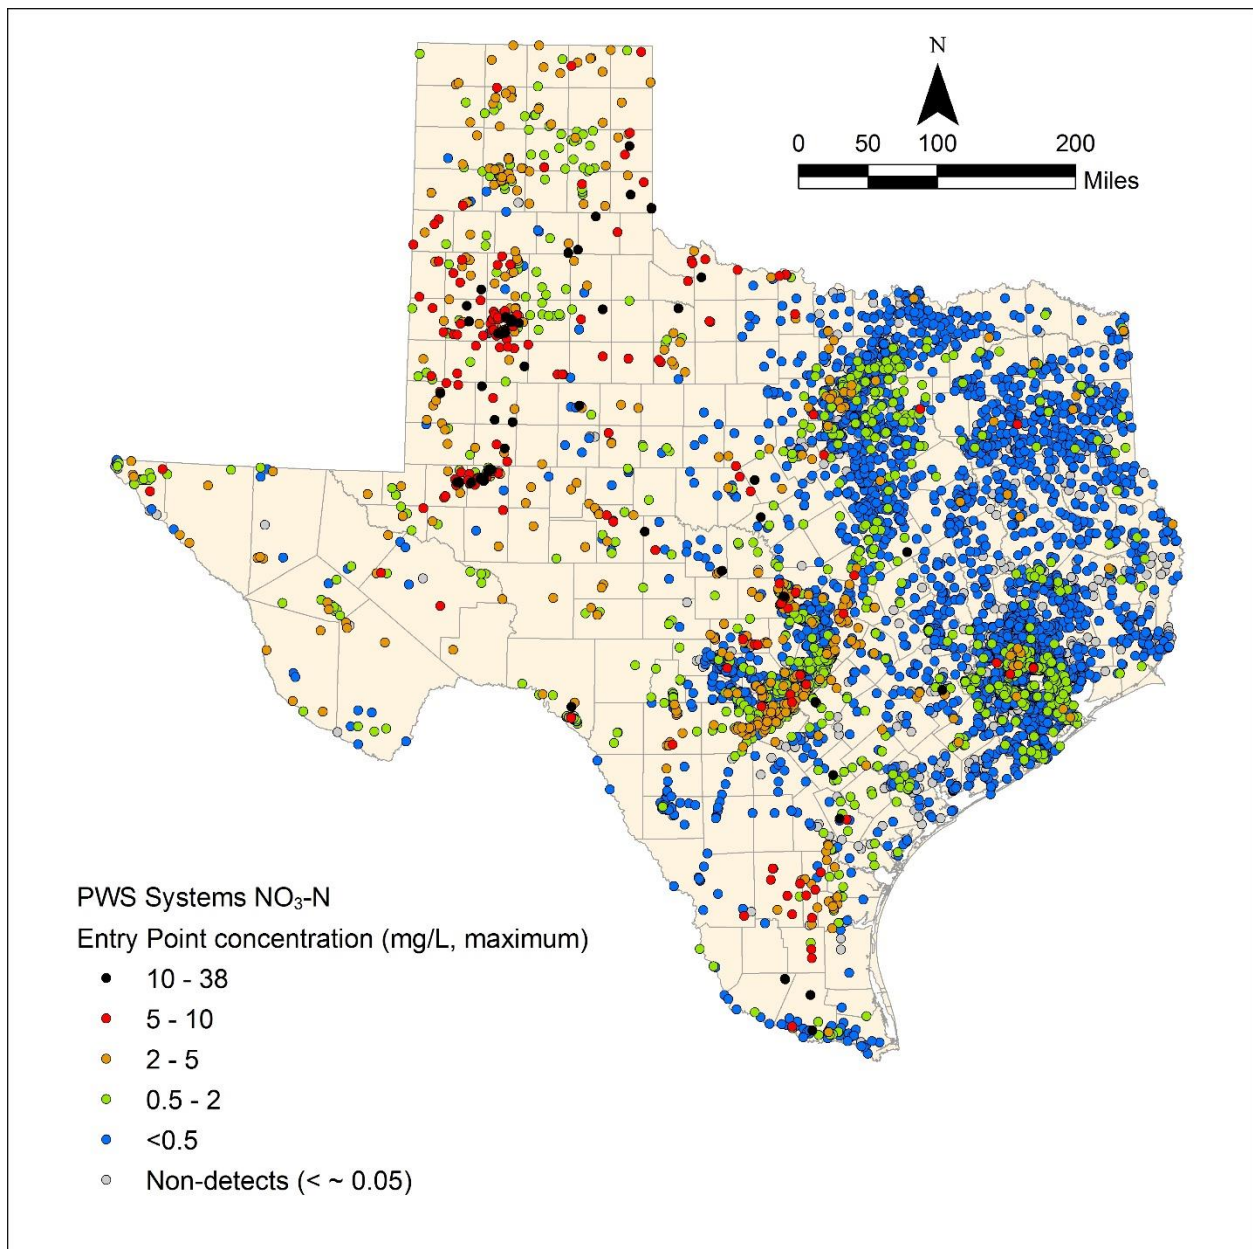 N
0 50 100 200
Miles
PWS Systems NO₃-N
Entry Point concentration (mg/L, maximum)
10 - 38
5 - 10
2 - 5
0.5 - 2
<0.5
Non-detects (< ~ 0.05)